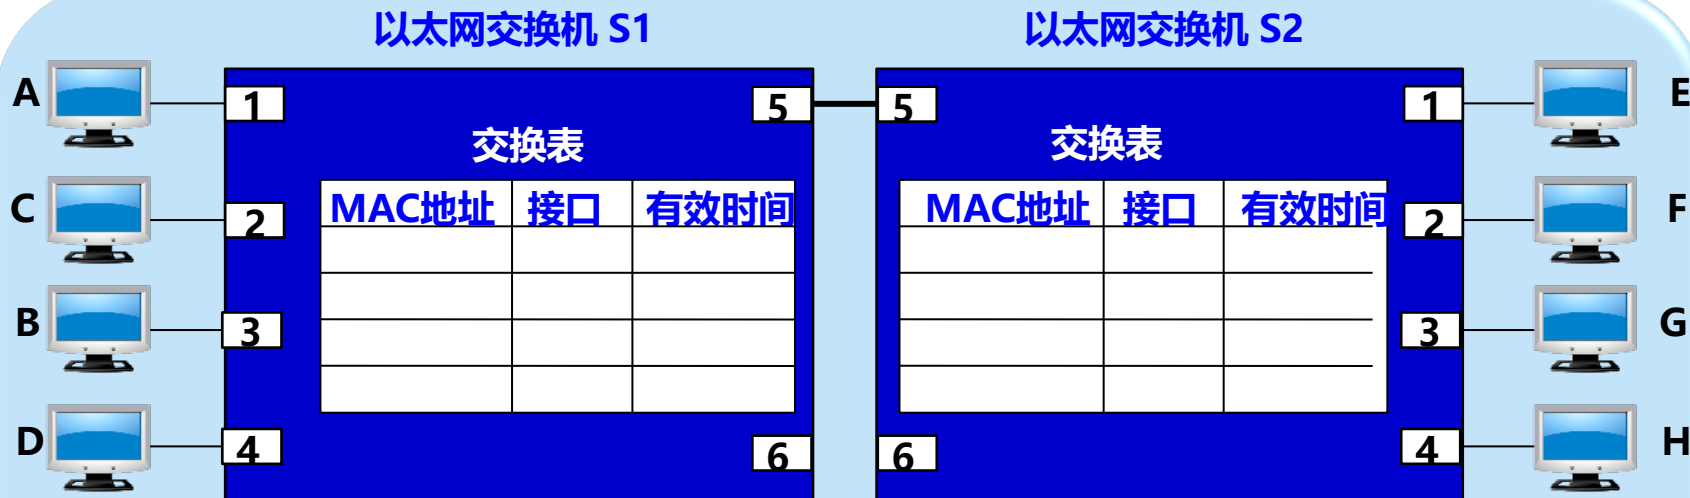 以太网交换机 S1
以太网交换机 S2
A
1
5
5
1
E
交换表
交换表
C
2
MAC地址 接口 有效时间
MAC地址 接口 有效时间
2
F
B
3
3
G
D
4
6
6
4
H